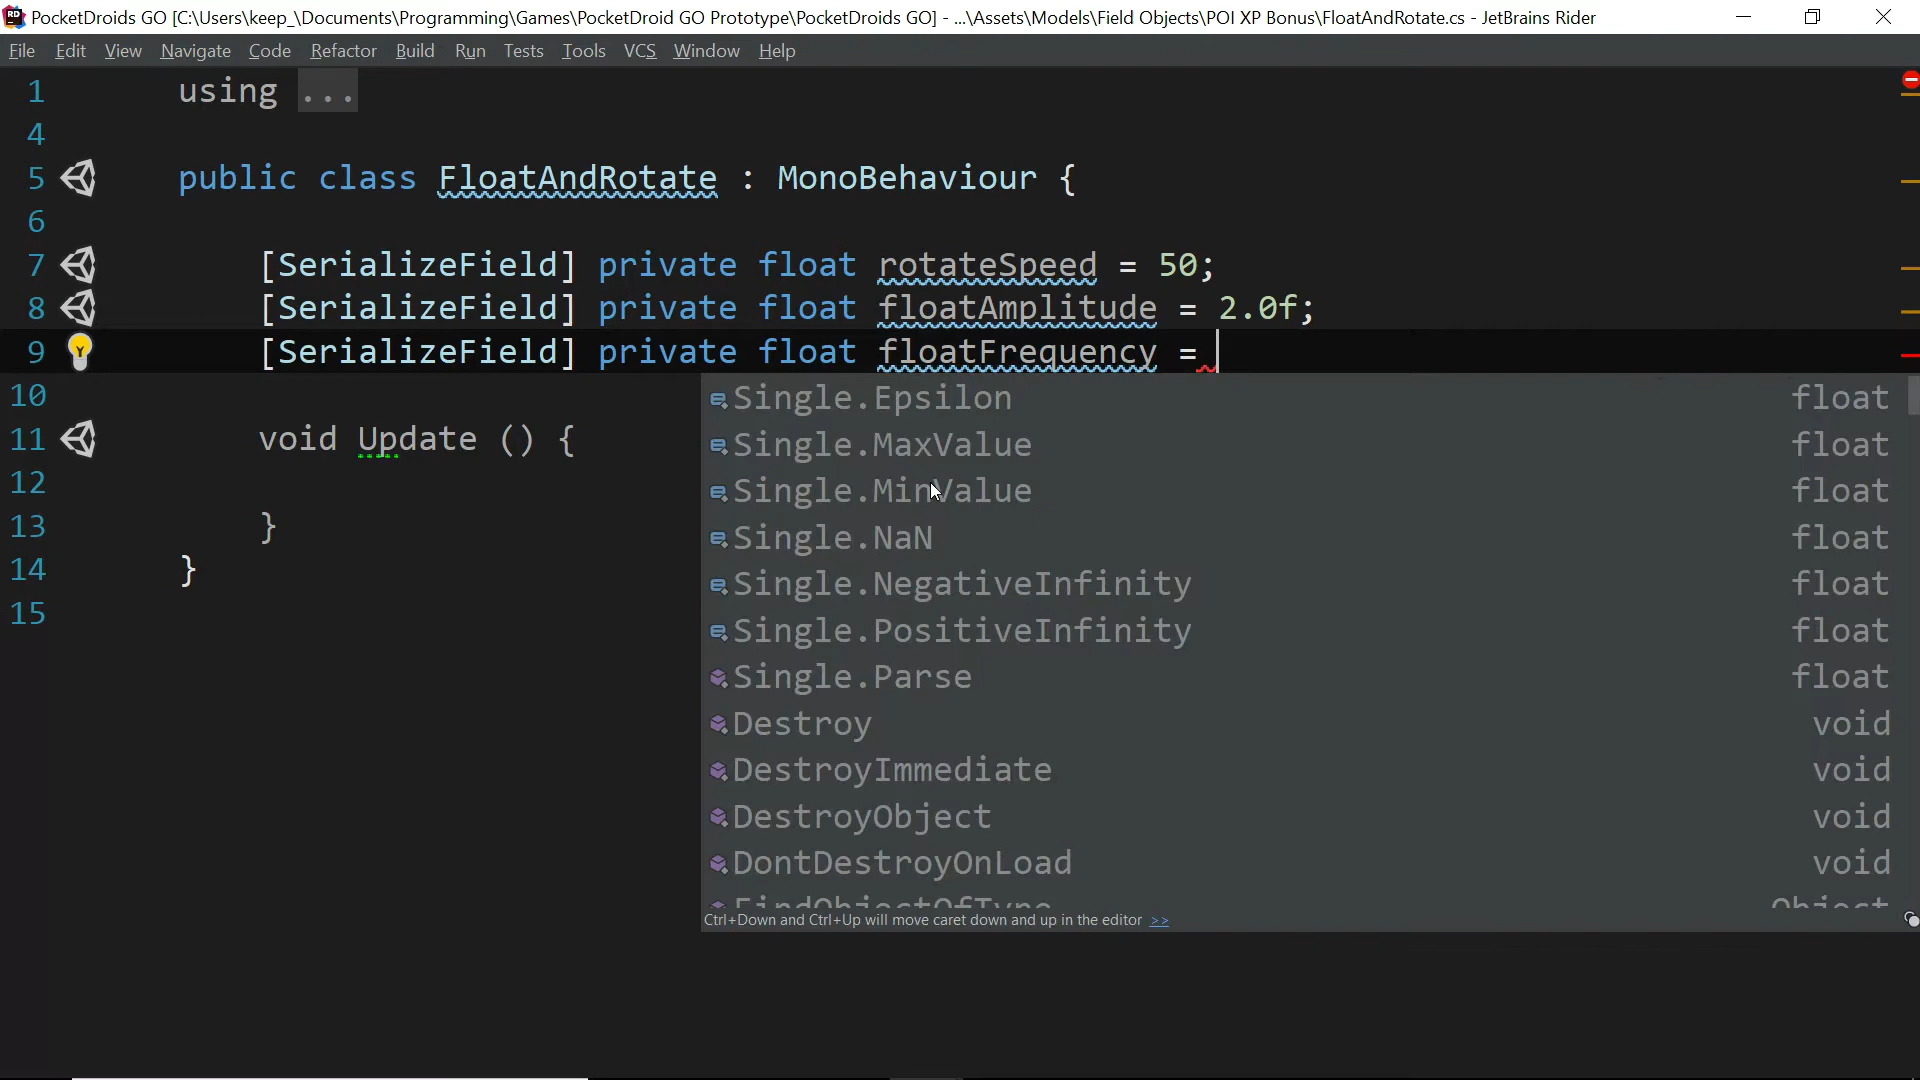 PocketDroids GO [C:\Users\keep_\Documents\Programming\Games\PocketDroid GO Prototype\PocketDroids GO] - ...\Assets\Models\Field Objects\POI XP Bonus\FloatAndRotate.cs - JetBrains Rider
File Edit View Navigate Code Refactor Build Run Tests Tools VCS Window Help
1 using ...
4
5 public class FloatAndRotate : MonoBehaviour {
6
7 [SerializeField] private float rotateSpeed = 50;
8 [SerializeField] private float floatAmplitude = 2.0f;
9 [SerializeField] private float floatFrequency =
10
11 void Update () {
12
13 }
14 }
15
Single.Epsilon float
Single.MaxValue float
Single.MinValue float
Single.NaN float
Single.NegativeInfinity float
Single.PositiveInfinity float
Single.Parse float
Destroy void
DestroyImmediate void
DestroyObject void
DontDestroyOnLoad void
FindObjectOfType Object
Ctrl+Down and Ctrl+Up will move caret down and up in the editor >>